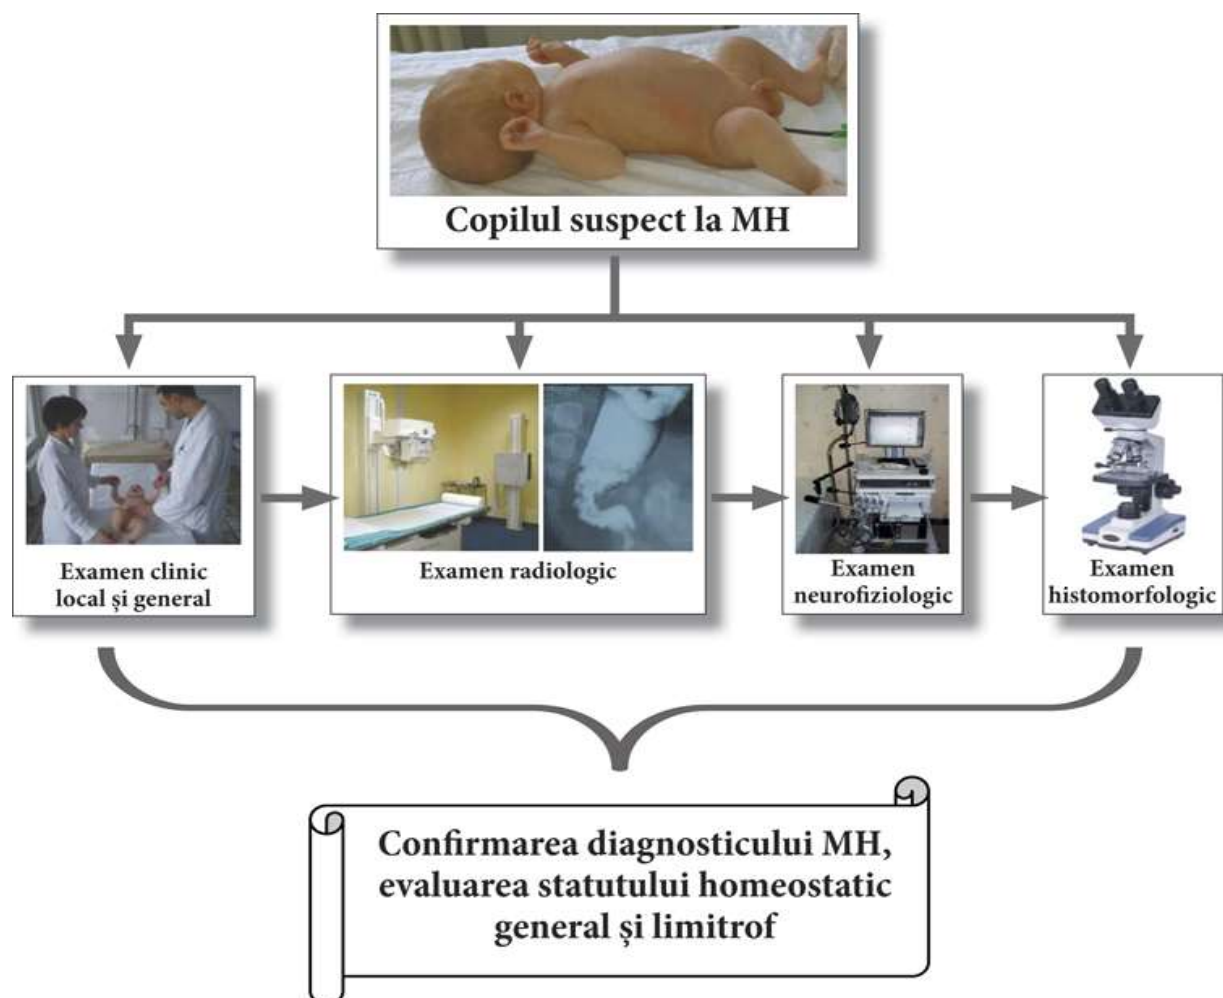 Copilul suspect la MH
Examen clinic
local și general
Examen radiologic
Examen
neurofiziologic
Examen
histomorfologic
Confirmarea diagnosticului MH,
evaluarea statutului homeostatic
general și limitrof